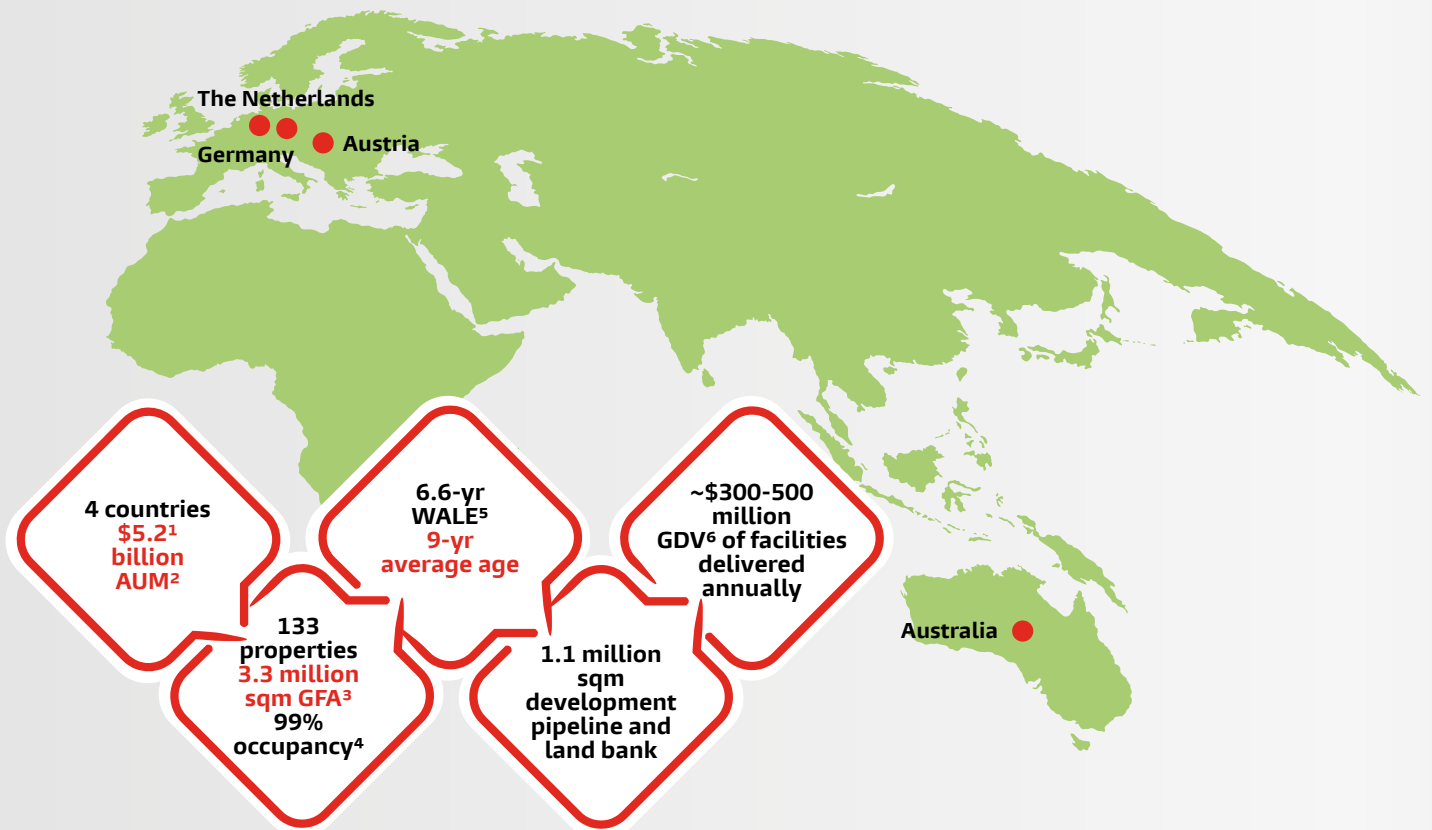 The Netherlands
Germany
Austria
Australia
4 countries
$5.2¹
billion
AUM²
133
properties
3.3 million
sqm GFA³
99%
occupancy⁴
6.6-yr
WALE⁵
9-yr
average age
1.1 million
sqm
development
pipeline and
land bank
~$300-500
million
GDV⁶ of facilities
delivered
annually